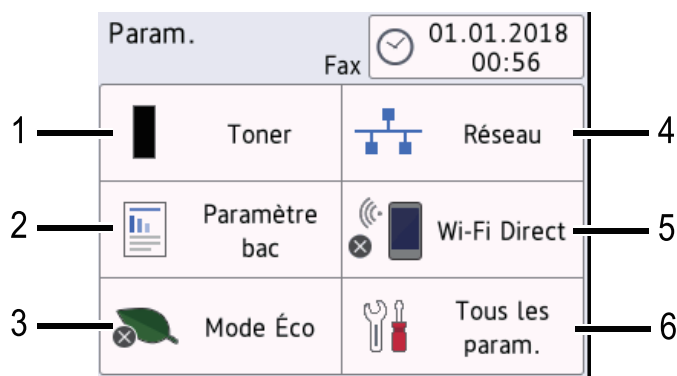 Param.
Fax
01.01.2018
00:56
1
Toner
Réseau
4
2
Paramètre
bac
Wi-Fi Direct
5
3
Mode Éco
Tous les
param.
6